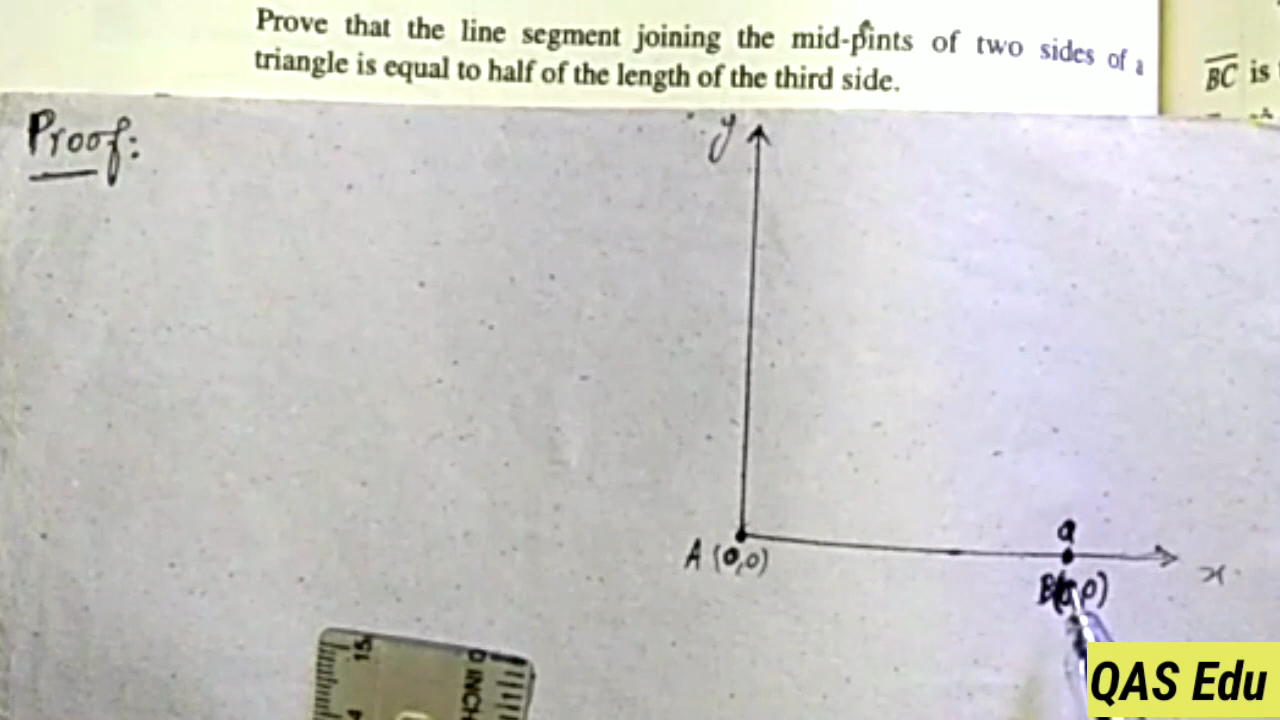 Prove that the line segment joining the mid-pints of two sides of a
triangle is equal to half of the length of the third side.
BC is
Proof:
y
a
A (0,0)
x
15
QAS Edu